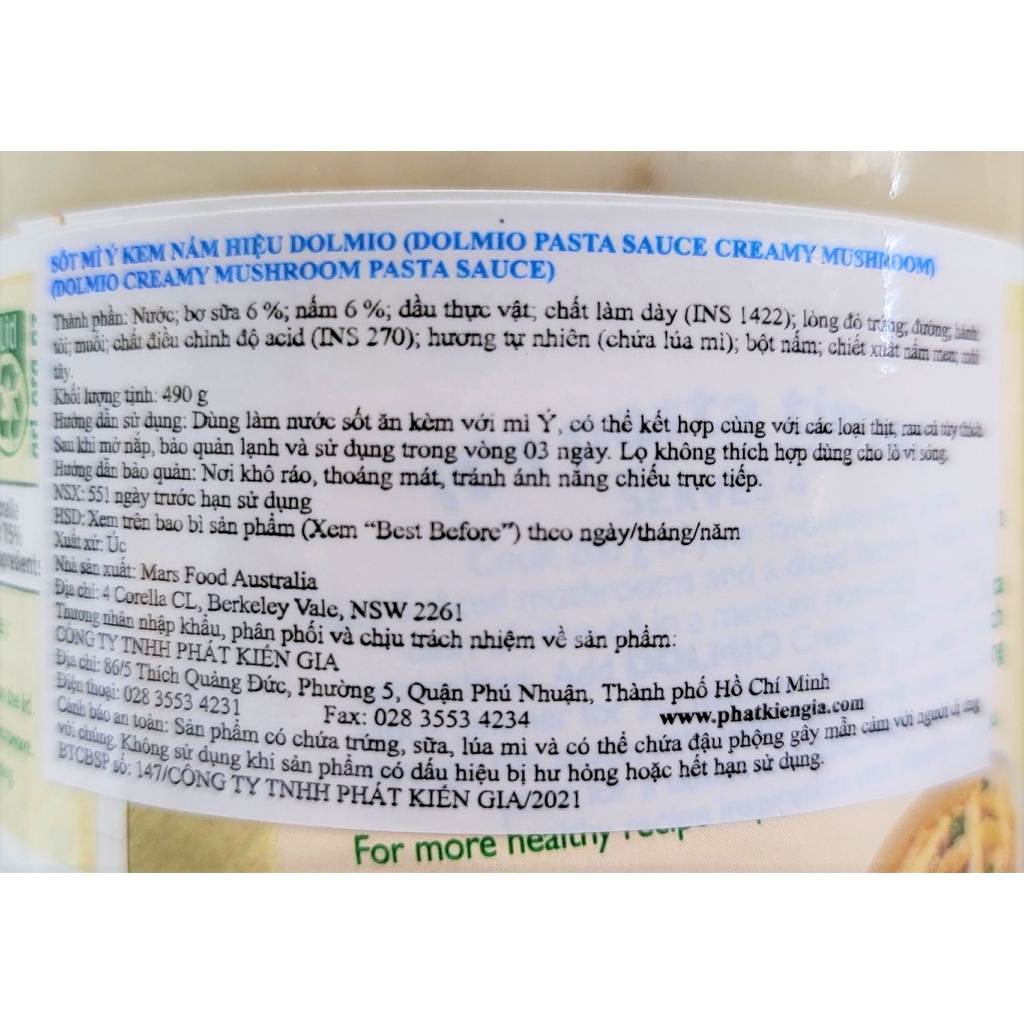 SỐT MÌ Ý KEM NẤM HIỆU DOLMIO (DOLMIO PASTA SAUCE CREAMY MUSHROOM)
(DOLMIO CREAMY MUSHROOM PASTA SAUCE)
Thành phần: Nước; bơ sữa 6 %; nấm 6 %; dầu thực vật; chất làm dày (INS 1422); lòng đỏ trứng; đường; hành
tỏi; muối; chất điều chỉnh độ acid (INS 270); hương tự nhiên (chứa lúa mì); bột nấm; chiết xuất nấm men; mùi
tây.
Khối lượng tịnh: 490 g
Hướng dẫn sử dụng: Dùng làm nước sốt ăn kèm với mì Ý, có thể kết hợp cùng với các loại thịt, rau củ tùy thích
Sau khi mở nắp, bảo quản lạnh và sử dụng trong vòng 03 ngày. Lọ không thích hợp dùng cho lò vi sóng.
Hướng dẫn bảo quản: Nơi khô ráo, thoáng mát, tránh ánh nắng chiếu trực tiếp.
NSX: 551 ngày trước hạn sử dụng
HSD: Xem trên bao bì sản phẩm (Xem “Best Before”) theo ngày/tháng/năm
Xuất xứ: Úc
Nhà sản xuất: Mars Food Australia
Địa chỉ: 4 Corella CL, Berkeley Vale, NSW 2261
Thương nhân nhập khẩu, phân phối và chịu trách nhiệm về sản phẩm:
CÔNG TY TNHH PHÁT KIẾN GIA
Địa chỉ: 86/5 Thích Quảng Đức, Phường 5, Quận Phú Nhuận, Thành phố Hồ Chí Minh
Điện thoại: 028 3553 4231 Fax: 028 3553 4234 www.phatkiengia.com
Cảnh báo an toàn: Sản phẩm có chứa trứng, sữa, lúa mì và có thể chứa đậu phộng gây mẫn cảm với người dị ứng
với chúng. Không sử dụng khi sản phẩm có dấu hiệu bị hư hỏng hoặc hết hạn sử dụng.
BTCBSP số: 147/CÔNG TY TNHH PHÁT KIẾN GIA/2021
For more healthy